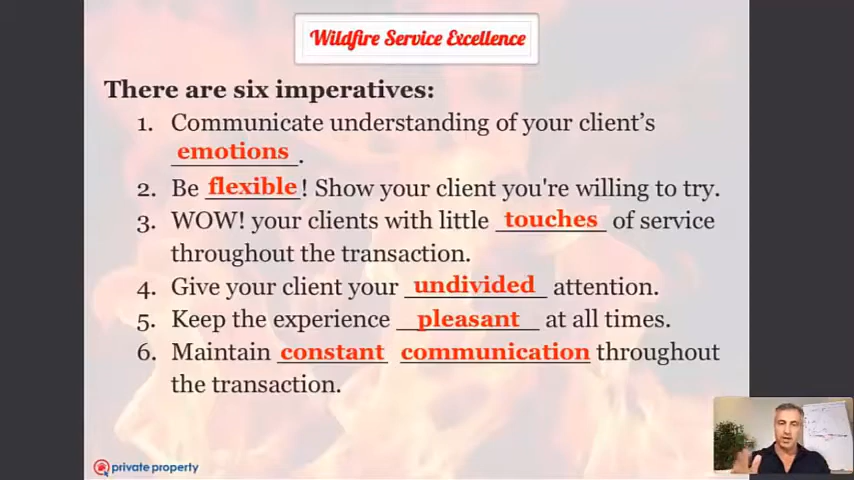 Wildfire Service Excellence
There are six imperatives:
1. Communicate understanding of your client's
emotions.
2. Be flexible! Show your client you're willing to try.
3. WOW! your clients with little touches of service
throughout the transaction.
4. Give your client your undivided attention.
5. Keep the experience pleasant at all times.
6. Maintain constant communication throughout
the transaction.
private property